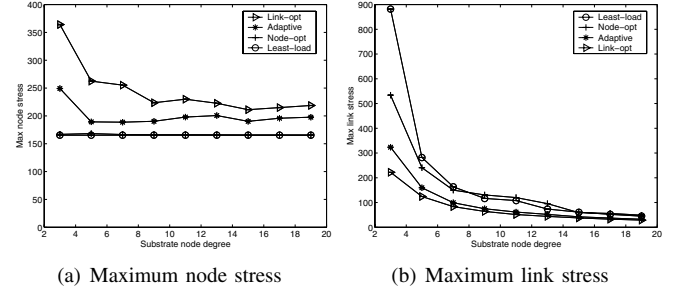 400
350
300
250
200
150
100
50
0
Max node stress
2 4 6 8 10 12 14 16 18 20
Substrate node degree
Link-opt
Adaptive
Node-opt
Least-load
(a) Maximum node stress
900
800
700
600
500
400
300
200
100
0
Max link stress
2 4 6 8 10 12 14 16 18 20
Substrate node degree
Least-load
Node-opt
Adaptive
Link-opt
(b) Maximum link stress